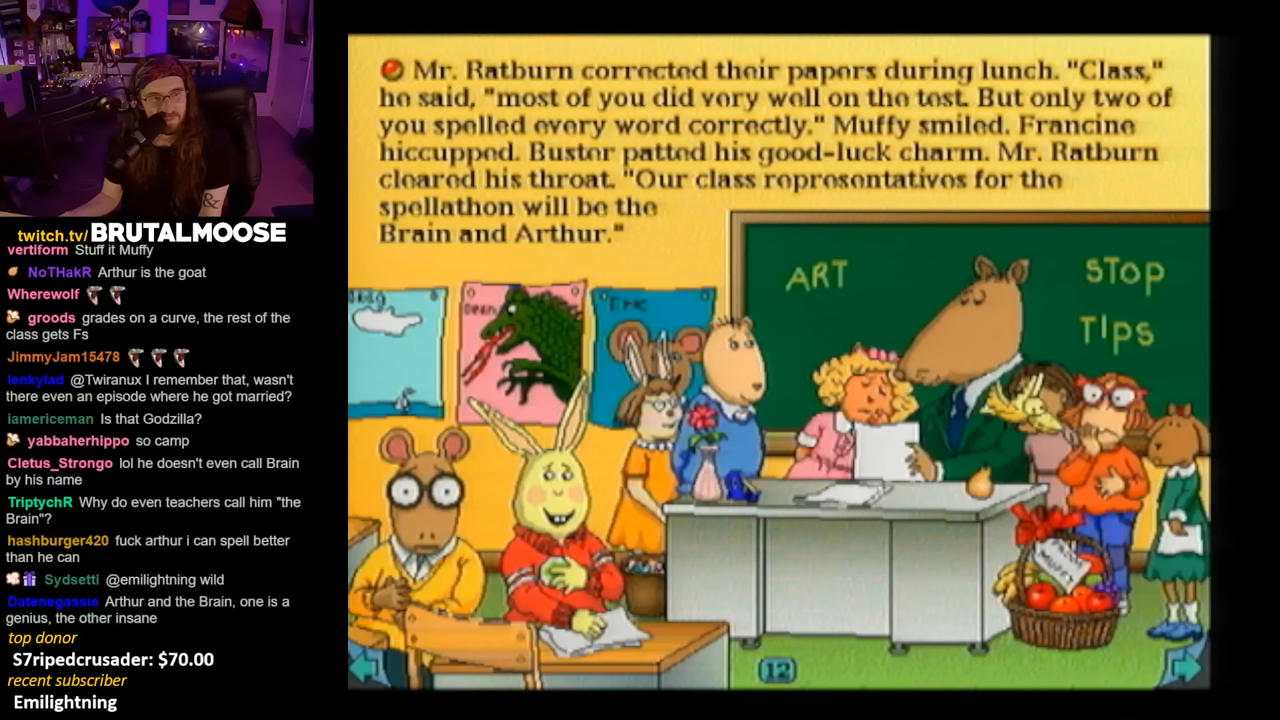 Mr. Ratburn corrected their papers during lunch. "Class,"
he said, "most of you did very well on the test. But only two of
you spelled every word correctly." Muffy smiled. Francine
hiccupped. Buster patted his good-luck charm. Mr. Ratburn
cleared his throat. "Our class representatives for the
spellathon will be the
Brain and Arthur."
ART
STOP
TIPS
Dean
Eric
FROM
MUFFY
12
twitch.tv/BRUTALMOOSE
vertiform Stuff it Muffy
NoTHakR Arthur is the goat
Wherewolf
groods grades on a curve, the rest of the
class gets Fs
JimmyJam15478
lenkylad @Twiranux I remember that, wasn't
there even an episode where he got married?
iamericeman Is that Godzilla?
yabbaherhippo so camp
Cletus_Strongo lol he doesn't even call Brain
by his name
TriptychR Why do even teachers call him "the
Brain"?
hashburger420 fuck arthur i can spell better
than he can
Sydsetti @emilightning wild
Datenegassie Arthur and the Brain, one is a
genius, the other insane
top donor
S7ripedcrusader: $70.00
recent subscriber
Emilightning